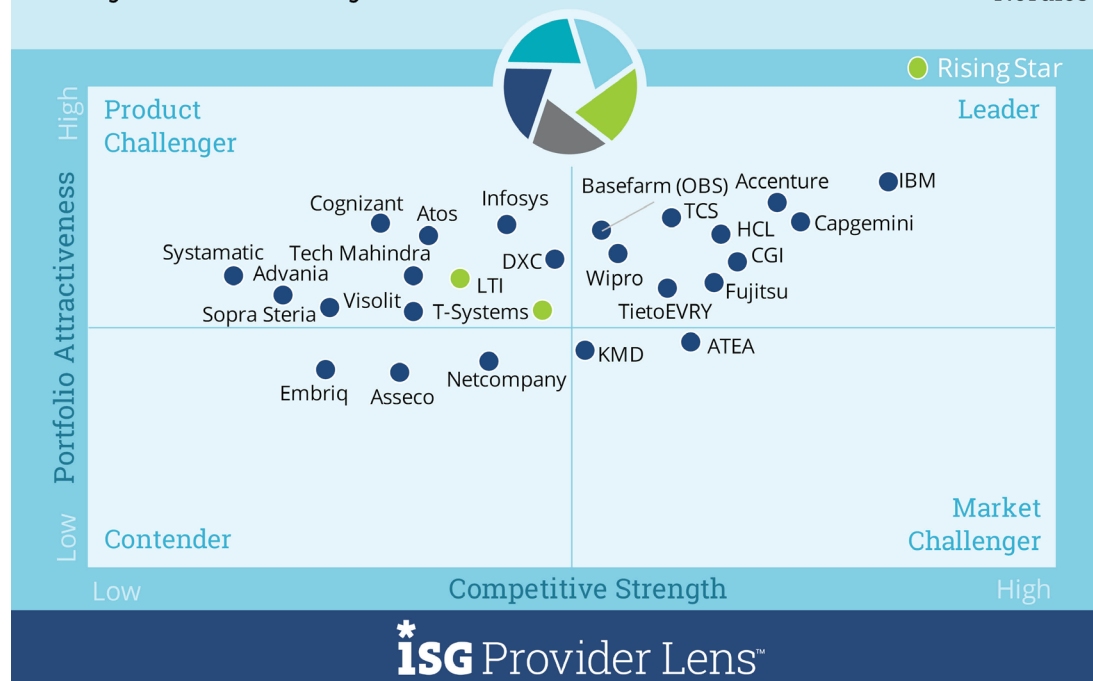 Rising Star
High
Product
Challenger
Leader
Basefarm (OBS)
Accenture
IBM
Cognizant
Atos
Infosys
TCS
HCL
Capgemini
Systamatic
Advania
Tech Mahindra
DXC
CGI
LTI
Wipro
Fujitsu
Sopra Steria
Visolit
T-Systems
TietoEVRY
KMD
ATEA
Embriq
Asseco
Netcompany
Portfolio Attractiveness
Low
Contender
Market
Challenger
Low
Competitive Strength
High
iSG Provider Lens™